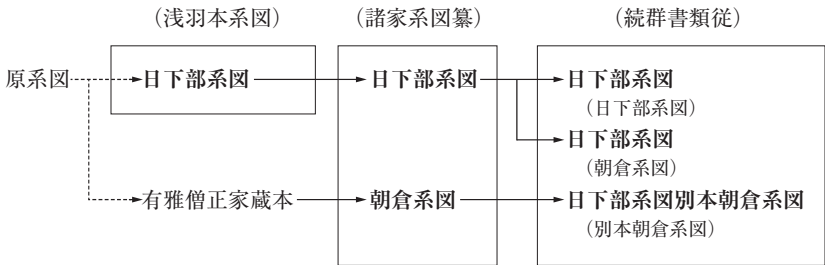 （浅羽本系図）
（諸家系図纂）
（続群書類従）
原系図
日下部系図
日下部系図
日下部系図
（日下部系図）
日下部系図
（朝倉系図）
有雅僧正家蔵本
朝倉系図
日下部系図別本朝倉系図
（別本朝倉系図）